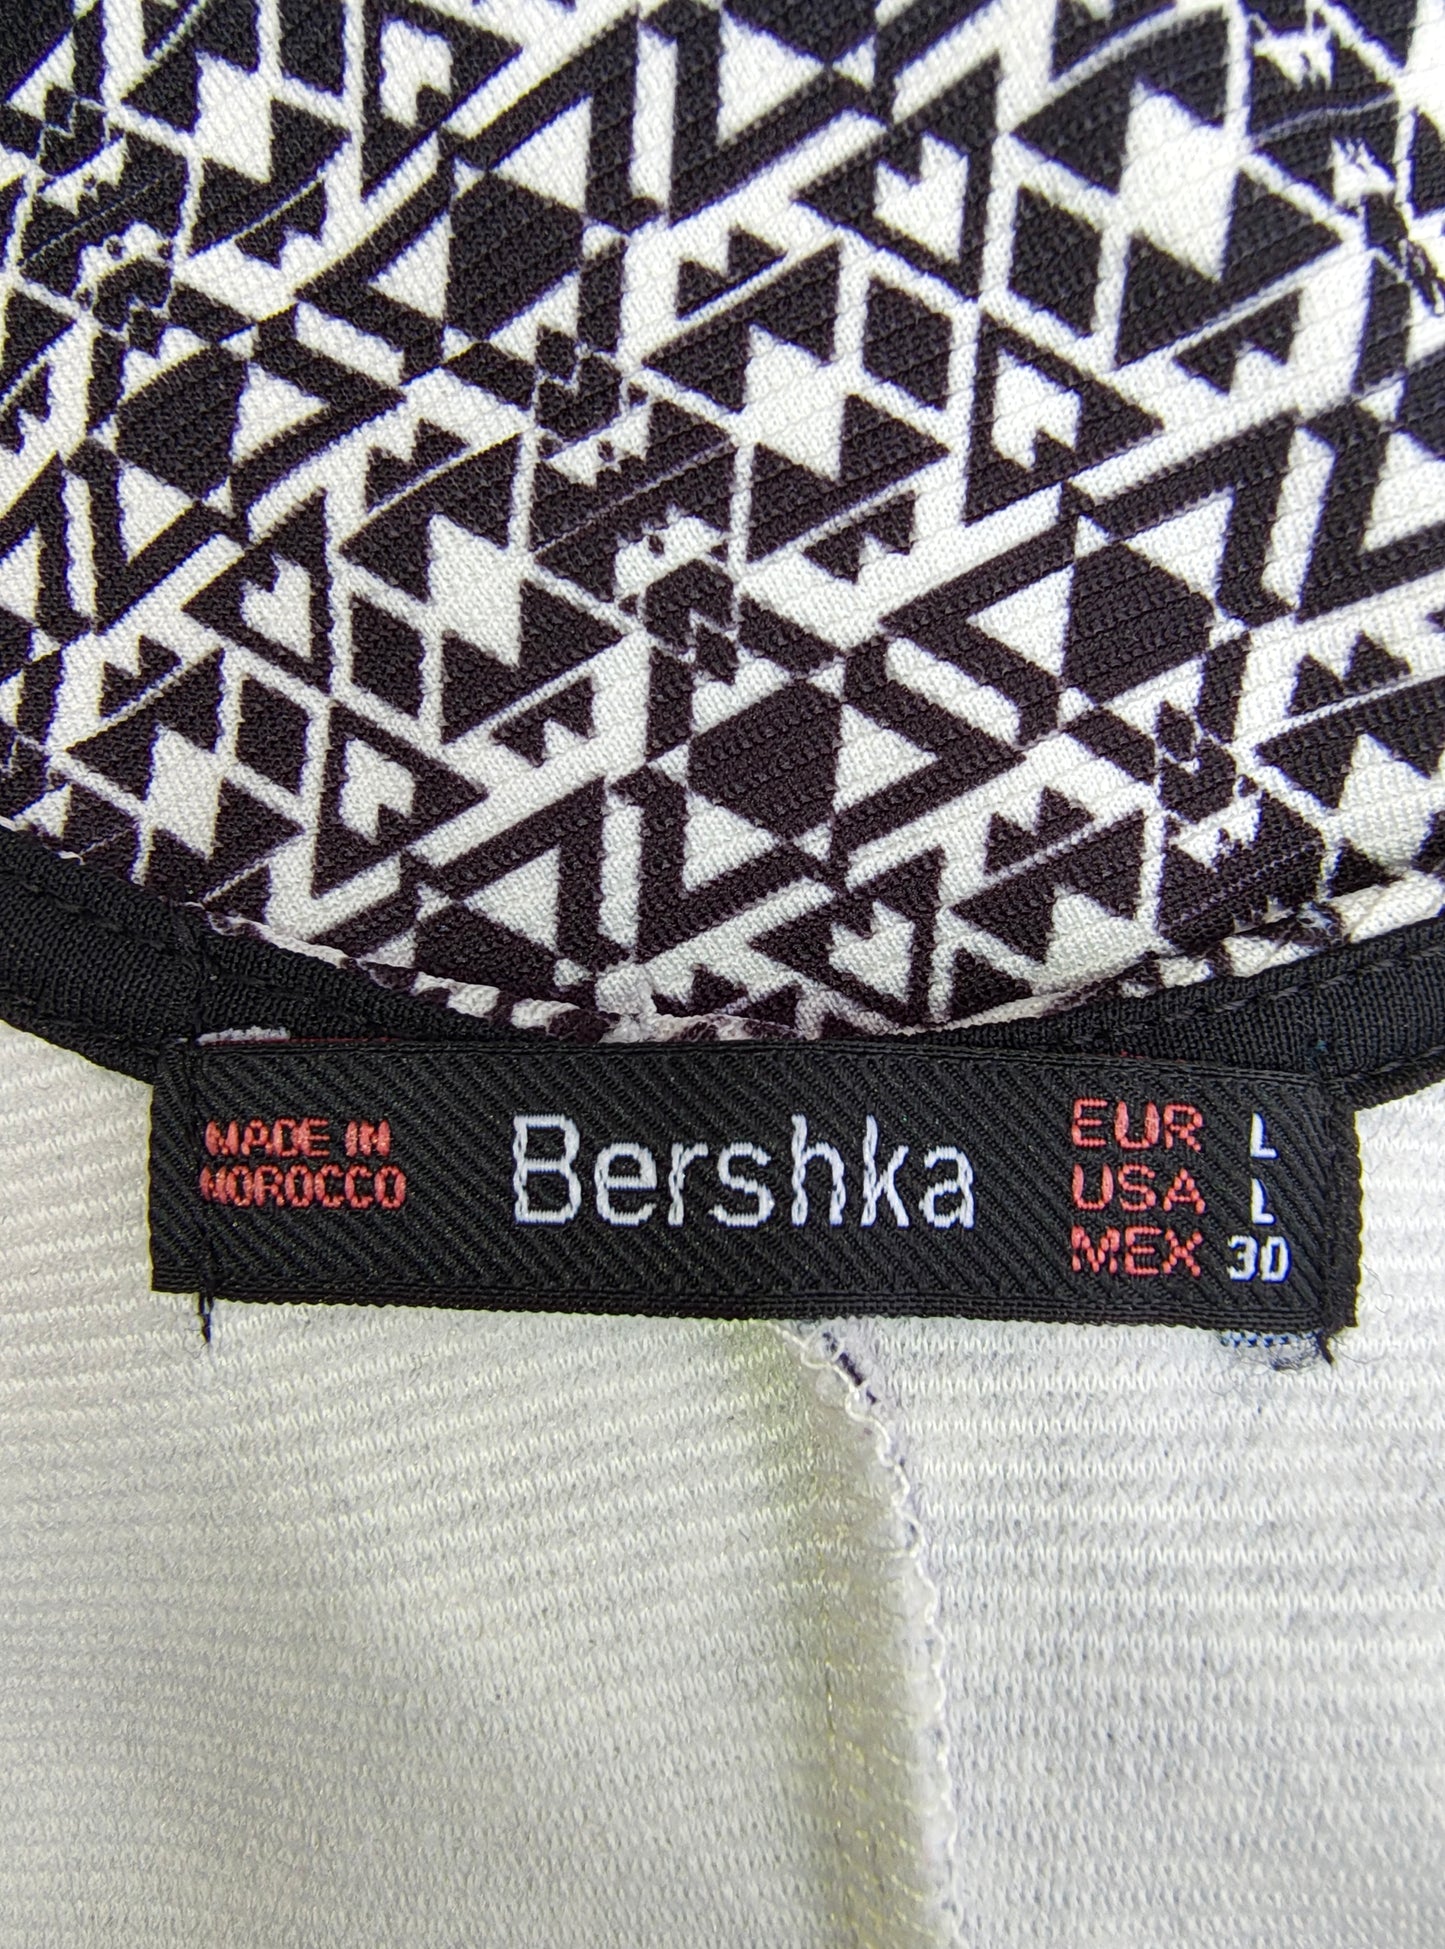 MADE IN
MOROCCO
Bershka
EUR L
USA L
MEX 30